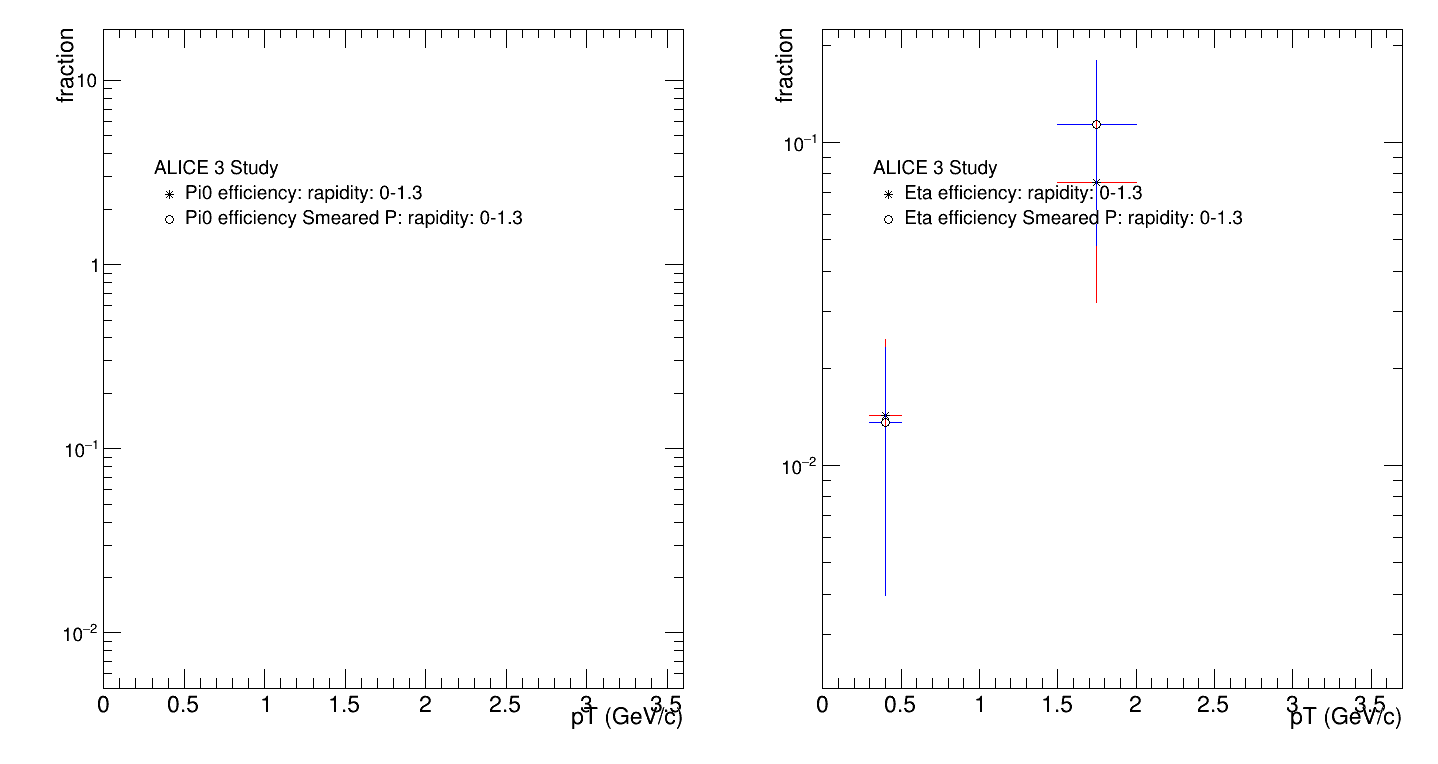 fraction
10
1
10⁻¹
10⁻²
ALICE 3 Study
Pi0 efficiency: rapidity: 0-1.3
Pi0 efficiency Smeared P: rapidity: 0-1.3
0 0.5 1 1.5 2 2.5 3 3.5
pT (GeV/c)
fraction
10⁻¹
10⁻²
ALICE 3 Study
Eta efficiency: rapidity: 0-1.3
Eta efficiency Smeared P: rapidity: 0-1.3
0 0.5 1 1.5 2 2.5 3 3.5
pT (GeV/c)